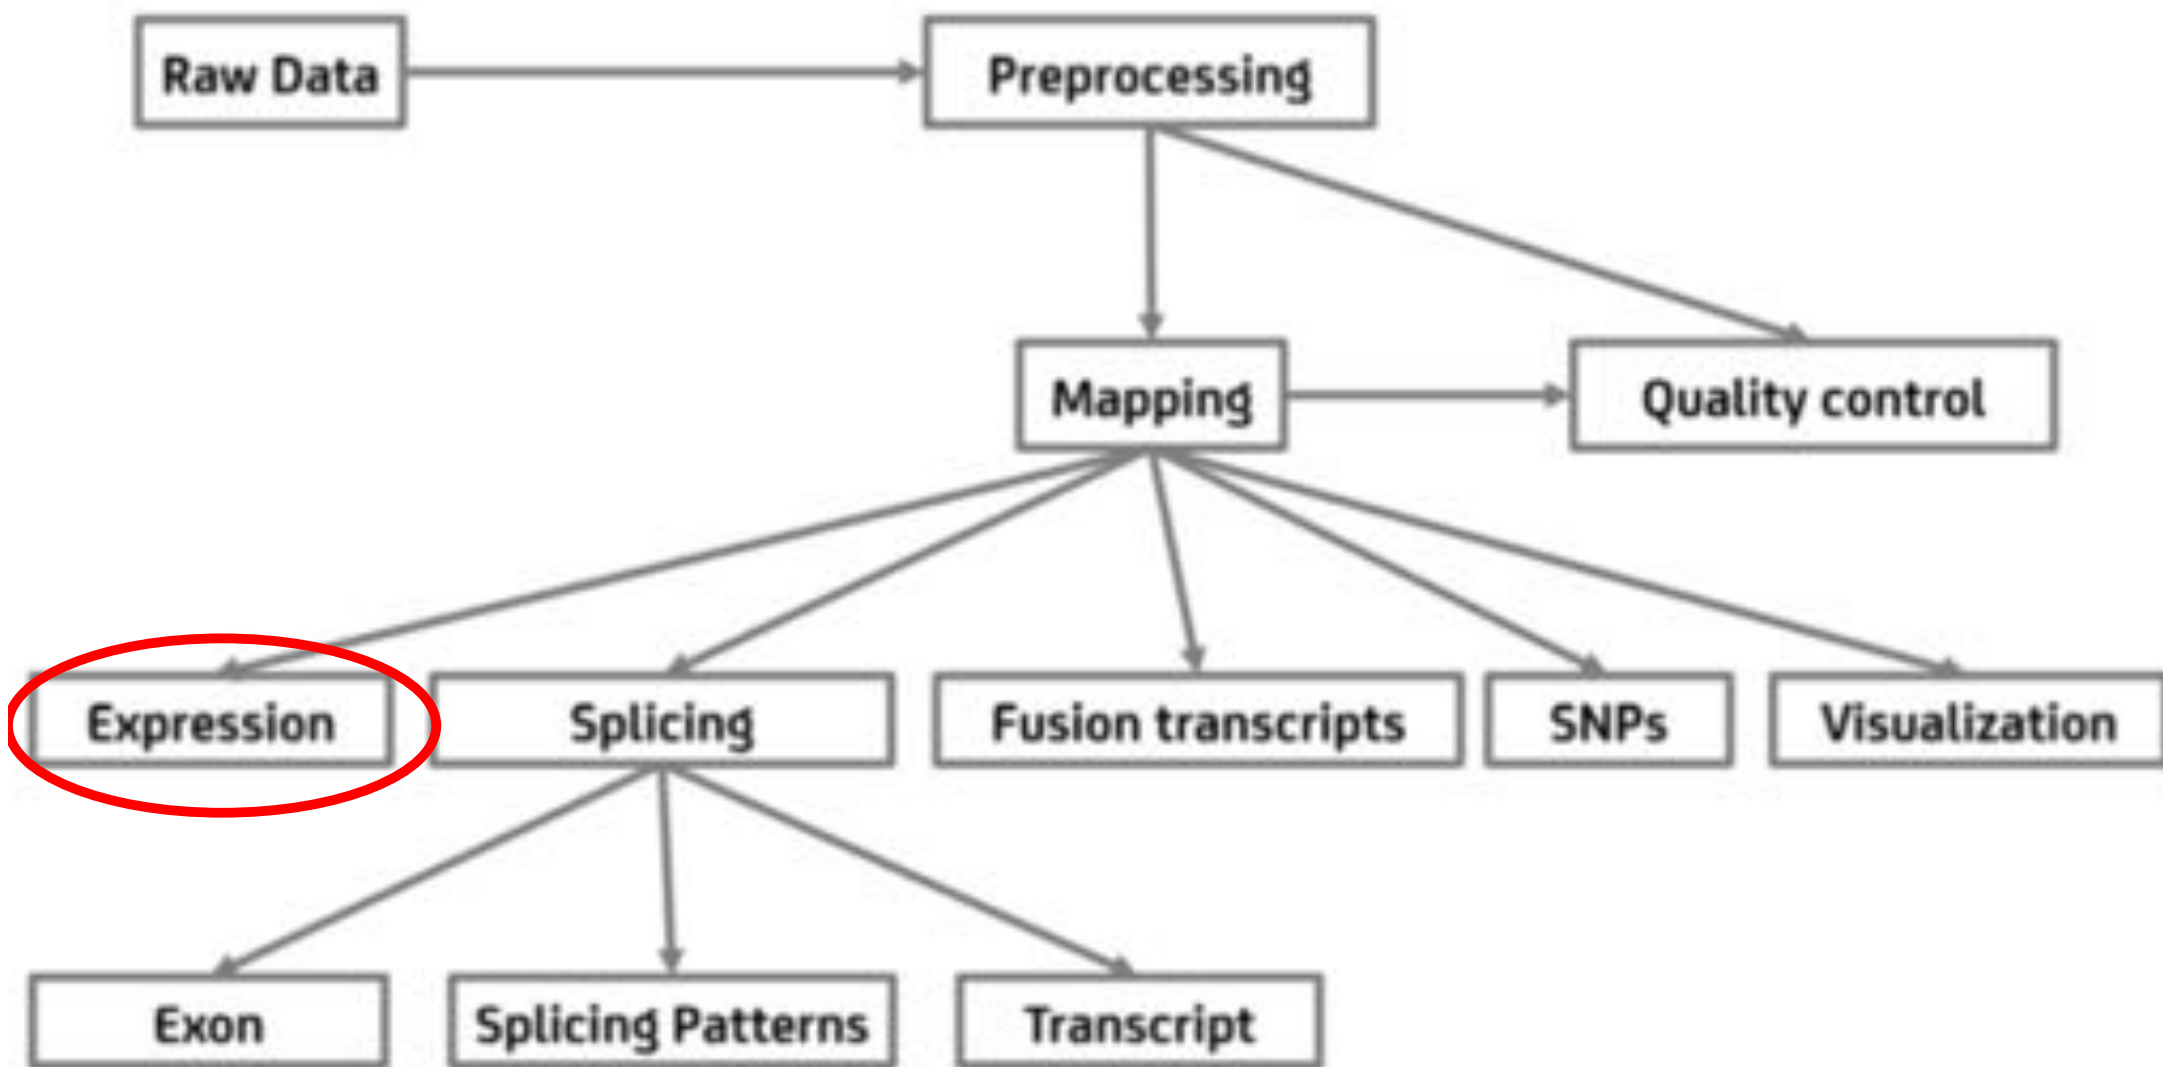 Raw Data
Preprocessing
Mapping
Quality control
Expression
Splicing
Fusion transcripts
SNPs
Visualization
Exon
Splicing Patterns
Transcript